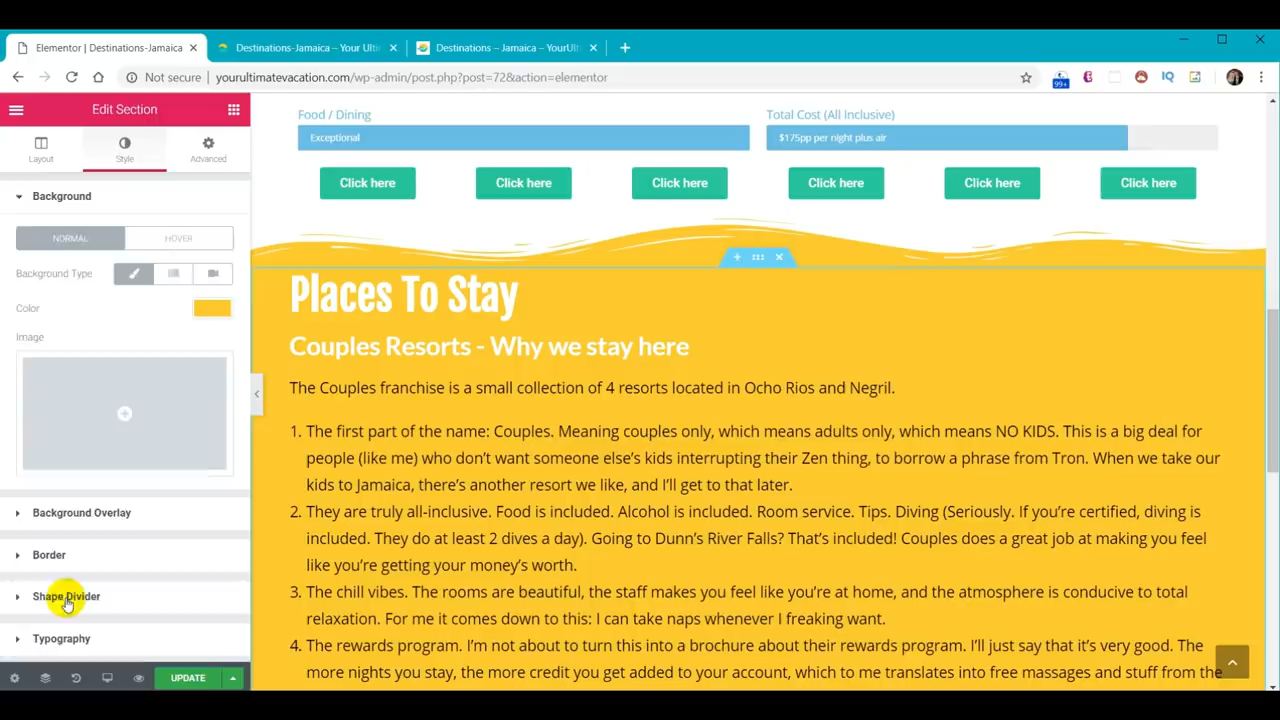 Elementor | Destinations-Jamaica
Destinations-Jamaica – Your Ulti
Destinations – Jamaica – YourUlti
Not secure
yourultimatevacation.com/wp-admin/post.php?post=72&action=elementor
99+
IQ
Edit Section
Layout
Style
Advanced
Background
NORMAL
HOVER
Background Type
Color
Image
Background Overlay
Border
Shape Divider
Typography
UPDATE
Food / Dining
Total Cost (All Inclusive)
Exceptional
$175pp per night plus air
Click here
Click here
Click here
Click here
Click here
Click here
Places To Stay
Couples Resorts - Why we stay here
The Couples franchise is a small collection of 4 resorts located in Ocho Rios and Negril.
1. The first part of the name: Couples. Meaning couples only, which means adults only, which means NO KIDS. This is a big deal for
people (like me) who don't want someone else's kids interrupting their Zen thing, to borrow a phrase from Tron. When we take our
kids to Jamaica, there's another resort we like, and I'll get to that later.
2. They are truly all-inclusive. Food is included. Alcohol is included. Room service. Tips. Diving (Seriously. If you're certified, diving is
included. They do at least 2 dives a day). Going to Dunn's River Falls? That's included! Couples does a great job at making you feel
like you're getting your money's worth.
3. The chill vibes. The rooms are beautiful, the staff makes you feel like you're at home, and the atmosphere is conducive to total
relaxation. For me it comes down to this: I can take naps whenever I freaking want.
4. The rewards program. I'm not about to turn this into a brochure about their rewards program. I'll just say that it's very good. The
more nights you stay, the more credit you get added to your account, which to me translates into free massages and stuff from the